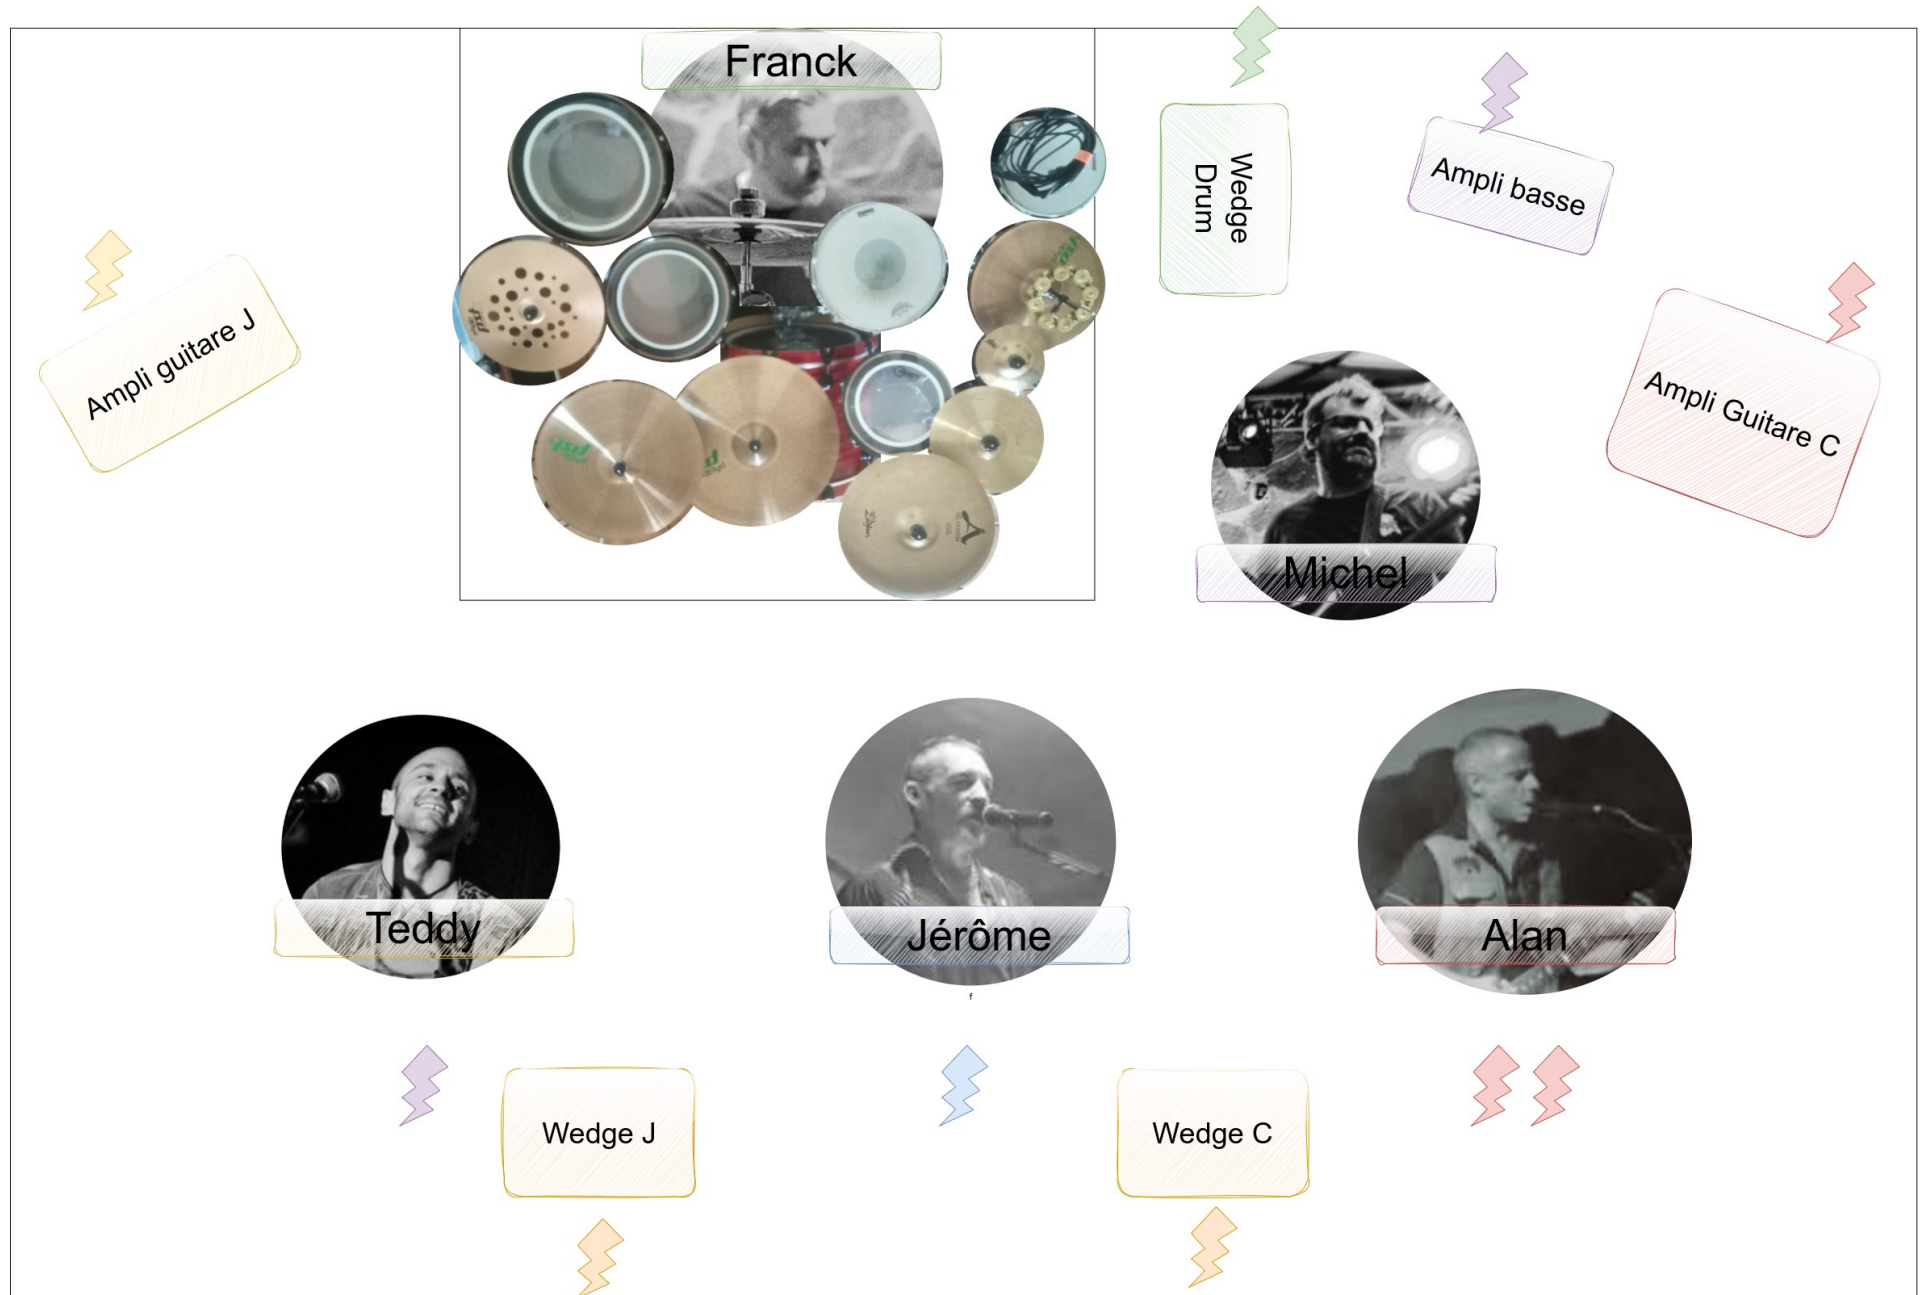 Franck
Wedge
Drum
Ampli basse
Ampli guitare J
Ampli Guitare C
Michel
Teddy
Jérôme
Alan
f
Wedge J
Wedge C